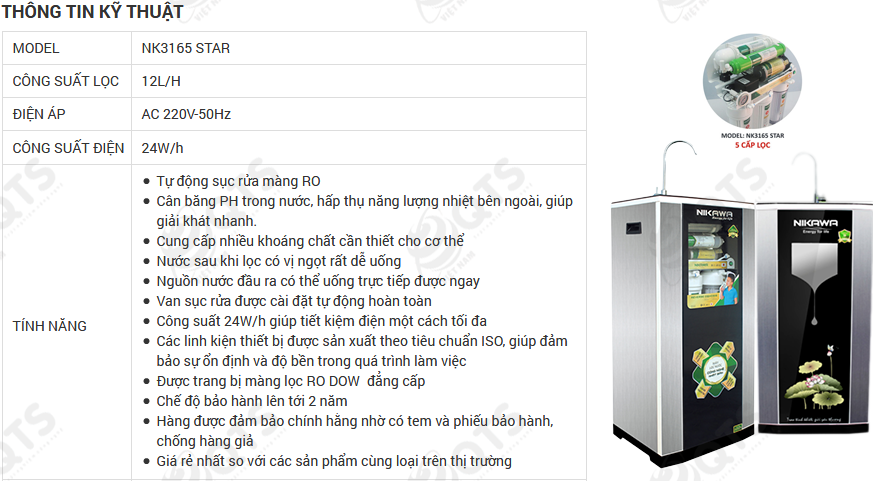 THÔNG TIN KỸ THUẬT
MODEL NK3165 STAR
CÔNG SUẤT LỌC 12L/H
ĐIỆN ÁP AC 220V-50Hz
CÔNG SUẤT ĐIỆN 24W/h
TÍNH NĂNG
Tự động sục rửa màng RO
Cân băng PH trong nước, hấp thụ năng lượng nhiệt bên ngoài, giúp
giải khát nhanh.
Cung cấp nhiều khoáng chất cần thiết cho cơ thể
Nước sau khi lọc có vị ngọt rất dễ uống
Nguồn nước đầu ra có thể uống trực tiếp được ngay
Van sục rửa được cài đặt tự động hoàn toàn
Công suất 24W/h giúp tiết kiệm điện một cách tối đa
Các linh kiện thiết bị được sản xuất theo tiêu chuẩn ISO, giúp đảm
bảo sự ổn định và độ bền trong quá trình làm việc
Được trang bị màng lọc RO DOW đẳng cấp
Chế độ bảo hành lên tới 2 năm
Hàng được đảm bảo chính hãng nhờ có tem và phiếu bảo hành,
chống hàng giả
Giá rẻ nhất so với các sản phẩm cùng loại trên thị trường
MODEL: NK3165 STAR
5 CẤP LỌC
NIKAWA
NIKAWA
Energy for life
QTS
VIỆT NAM